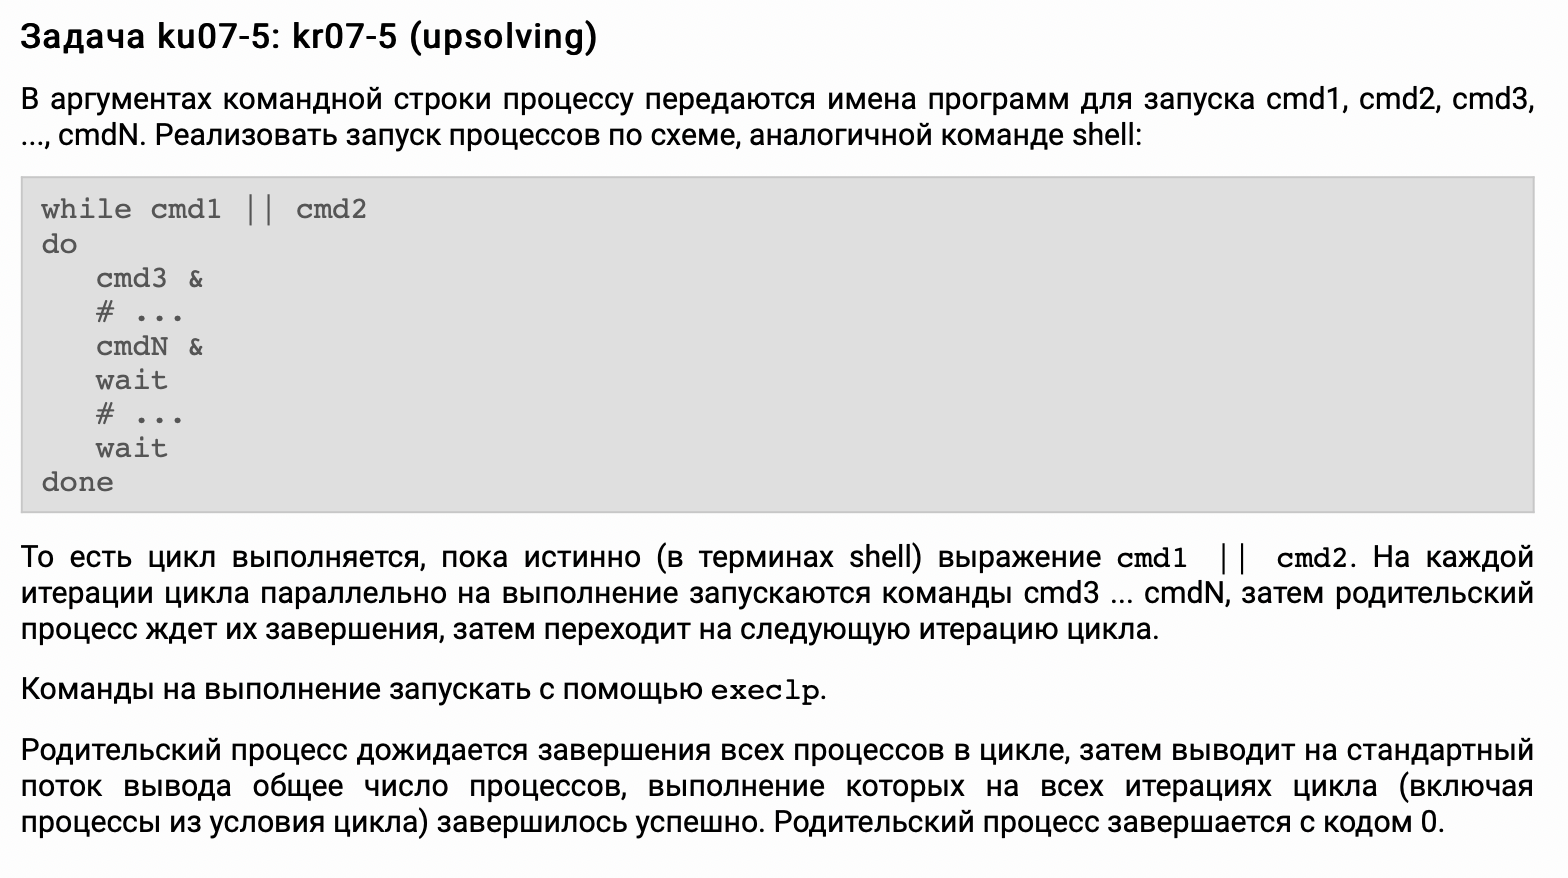 Задача ku07-5: kr07-5 (upsolving)
В аргументах командной строки процессу передаются имена программ для запуска cmd1, cmd2, cmd3,
..., cmdN. Реализовать запуск процессов по схеме, аналогичной команде shell:
while cmd1 || cmd2
do
   cmd3 &
   # ...
   cmdN &
   wait
   # ...
   wait
done
То есть цикл выполняется, пока истинно (в терминах shell) выражение cmd1 || cmd2. На каждой
итерации цикла параллельно на выполнение запускаются команды cmd3 ... cmdN, затем родительский
процесс ждет их завершения, затем переходит на следующую итерацию цикла.
Команды на выполнение запускать с помощью execlp.
Родительский процесс дожидается завершения всех процессов в цикле, затем выводит на стандартный
поток вывода общее число процессов, выполнение которых на всех итерациях цикла (включая
процессы из условия цикла) завершилось успешно. Родительский процесс завершается с кодом 0.